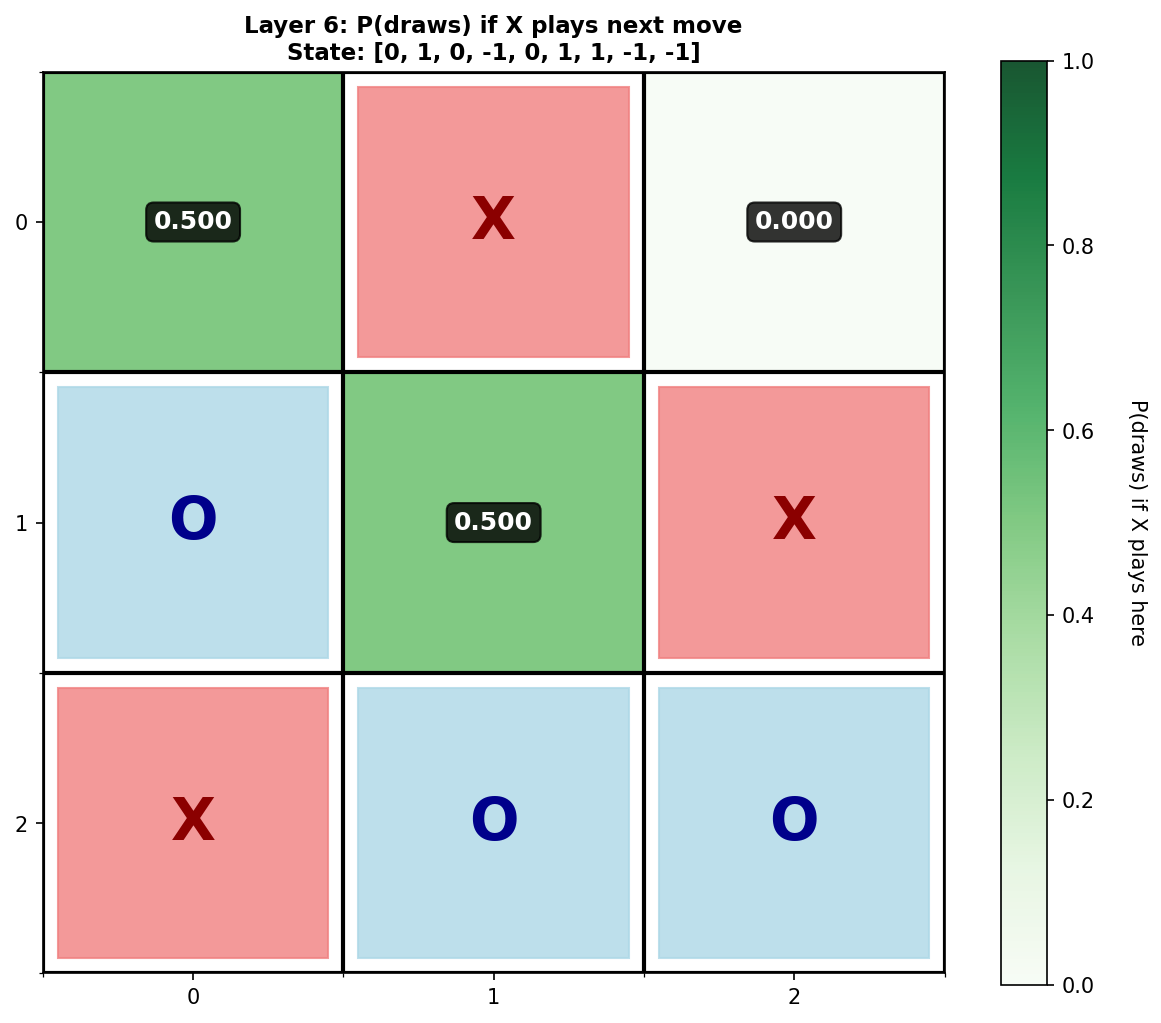 Layer 6: P(draws) if X plays next move
State: [0, 1, 0, -1, 0, 1, 1, -1, -1]
0.500
X
0.000
O
0.500
X
X
O
O
0
1
2
0
1
2
1.0
0.8
0.6
0.4
0.2
0.0
P(draws) if X plays here